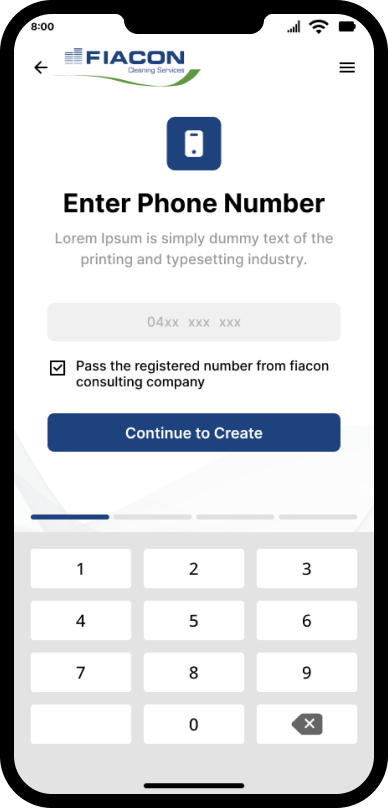 8:00
FIACON
Cleaning Services
Enter Phone Number
Lorem Ipsum is simply dummy text of the
printing and typesetting industry.
04xx xxx xxx
Pass the registered number from fiacon
consulting company
Continue to Create
1 2 3
4 5 6
7 8 9
0